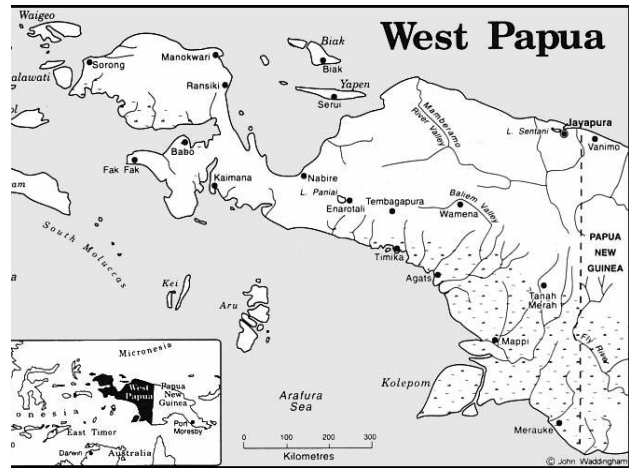 West Papua
Waigeo
alawati
Sorong
Manokwari
Ransiki
Biak
Biak
Yapen
Serui
Mamberamo
River Valley
Jayapura
L. Sentani
Vanimo
Babo
Fak Fak
Kaimana
Nabire
L. Paniai
Enarotali
Tembagapura
Baliem Valley
Wamena
PAPUA
NEW
GUINEA
am
South Moluccas
Timika
Agats
Kei
Aru
Tanah
Merah
Mappi
Fly River
Kolepom
Merauke
Arafura
Sea
0 100 200 300
Kilometres
© John Waddingham
Micronesia
West
Papua
Papua
New
Guinea
onesia
Port
Moresby
East Timor
Darwin
Australia